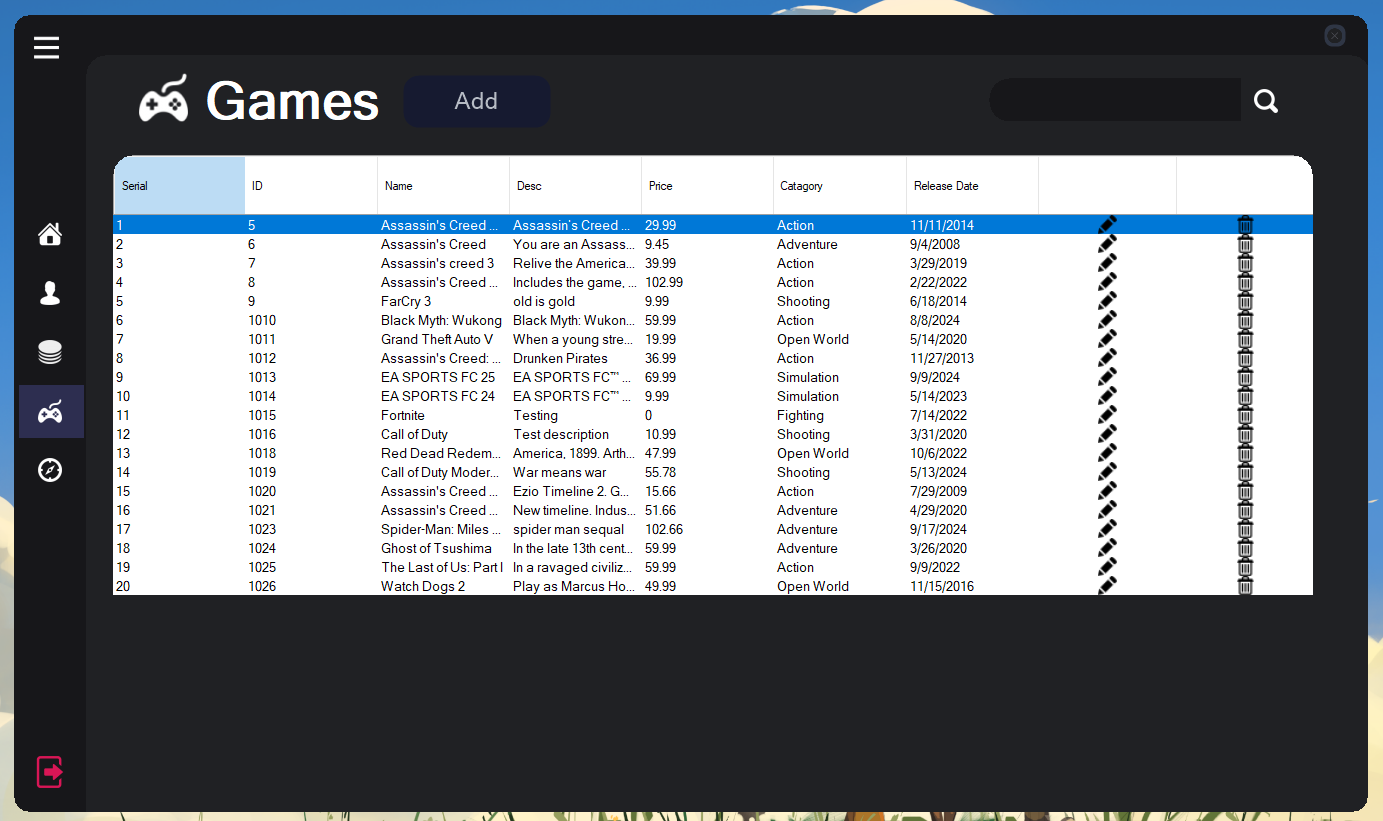 Games Add
Serial ID Name Desc Price Catagory Release Date
1 5 Assassin's Creed ... Assassin’s Creed ... 29.99 Action 11/11/2014
2 6 Assassin's Creed You are an Assass... 9.45 Adventure 9/4/2008
3 7 Assassin's creed 3 Relive the America... 39.99 Action 3/29/2019
4 8 Assassin's Creed ... Includes the game, ... 102.99 Action 2/22/2022
5 9 FarCry 3 old is gold 9.99 Shooting 6/18/2014
6 1010 Black Myth: Wukong Black Myth: Wukon... 59.99 Action 8/8/2024
7 1011 Grand Theft Auto V When a young stre... 19.99 Open World 5/14/2020
8 1012 Assassin's Creed: ... Drunken Pirates 36.99 Action 11/27/2013
9 1013 EA SPORTS FC 25 EA SPORTS FC™ ... 69.99 Simulation 9/9/2024
10 1014 EA SPORTS FC 24 EA SPORTS FC™ ... 9.99 Simulation 5/14/2023
11 1015 Fortnite Testing 0 Fighting 7/14/2022
12 1016 Call of Duty Test description 10.99 Shooting 3/31/2020
13 1018 Red Dead Redem... America, 1899. Arth... 47.99 Open World 10/6/2022
14 1019 Call of Duty Moder... War means war 55.78 Shooting 5/13/2024
15 1020 Assassin's Creed ... Ezio Timeline 2. G... 15.66 Action 7/29/2009
16 1021 Assassin's Creed ... New timeline. Indus... 51.66 Adventure 4/29/2020
17 1023 Spider-Man: Miles ... spider man sequal 102.66 Adventure 9/17/2024
18 1024 Ghost of Tsushima In the late 13th cent... 59.99 Adventure 3/26/2020
19 1025 The Last of Us: Part I In a ravaged civiliz... 59.99 Action 9/9/2022
20 1026 Watch Dogs 2 Play as Marcus Ho... 49.99 Open World 11/15/2016